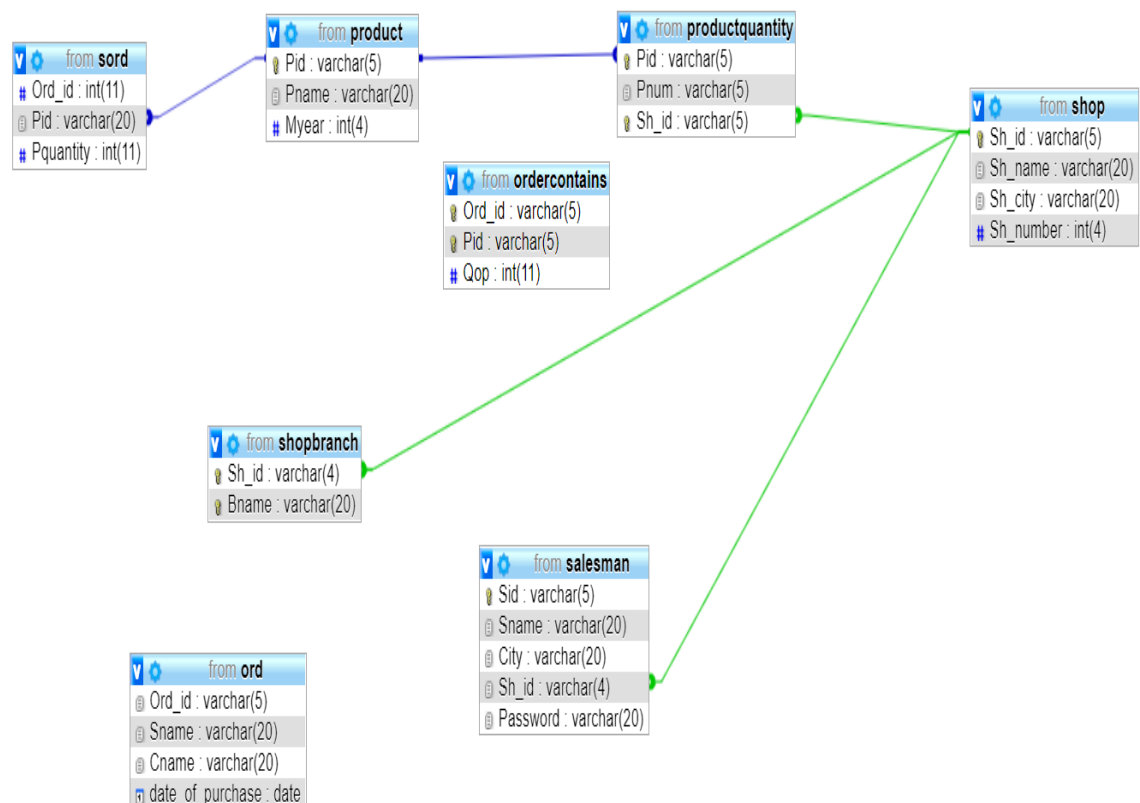 from sord
Ord_id : int(11)
Pid : varchar(20)
Pquantity : int(11)
from product
Pid : varchar(5)
Pname : varchar(20)
Myear : int(4)
from productquantity
Pid : varchar(5)
Pnum : varchar(5)
Sh_id : varchar(5)
from shop
Sh_id : varchar(5)
Sh_name : varchar(20)
Sh_city : varchar(20)
Sh_number : int(4)
from ordercontains
Ord_id : varchar(5)
Pid : varchar(5)
Qop : int(11)
from shopbranch
Sh_id : varchar(4)
Bname : varchar(20)
from salesman
Sid : varchar(5)
Sname : varchar(20)
City : varchar(20)
Sh_id : varchar(4)
Password : varchar(20)
from ord
Ord_id : varchar(5)
Sname : varchar(20)
Cname : varchar(20)
date_of_purchase : date